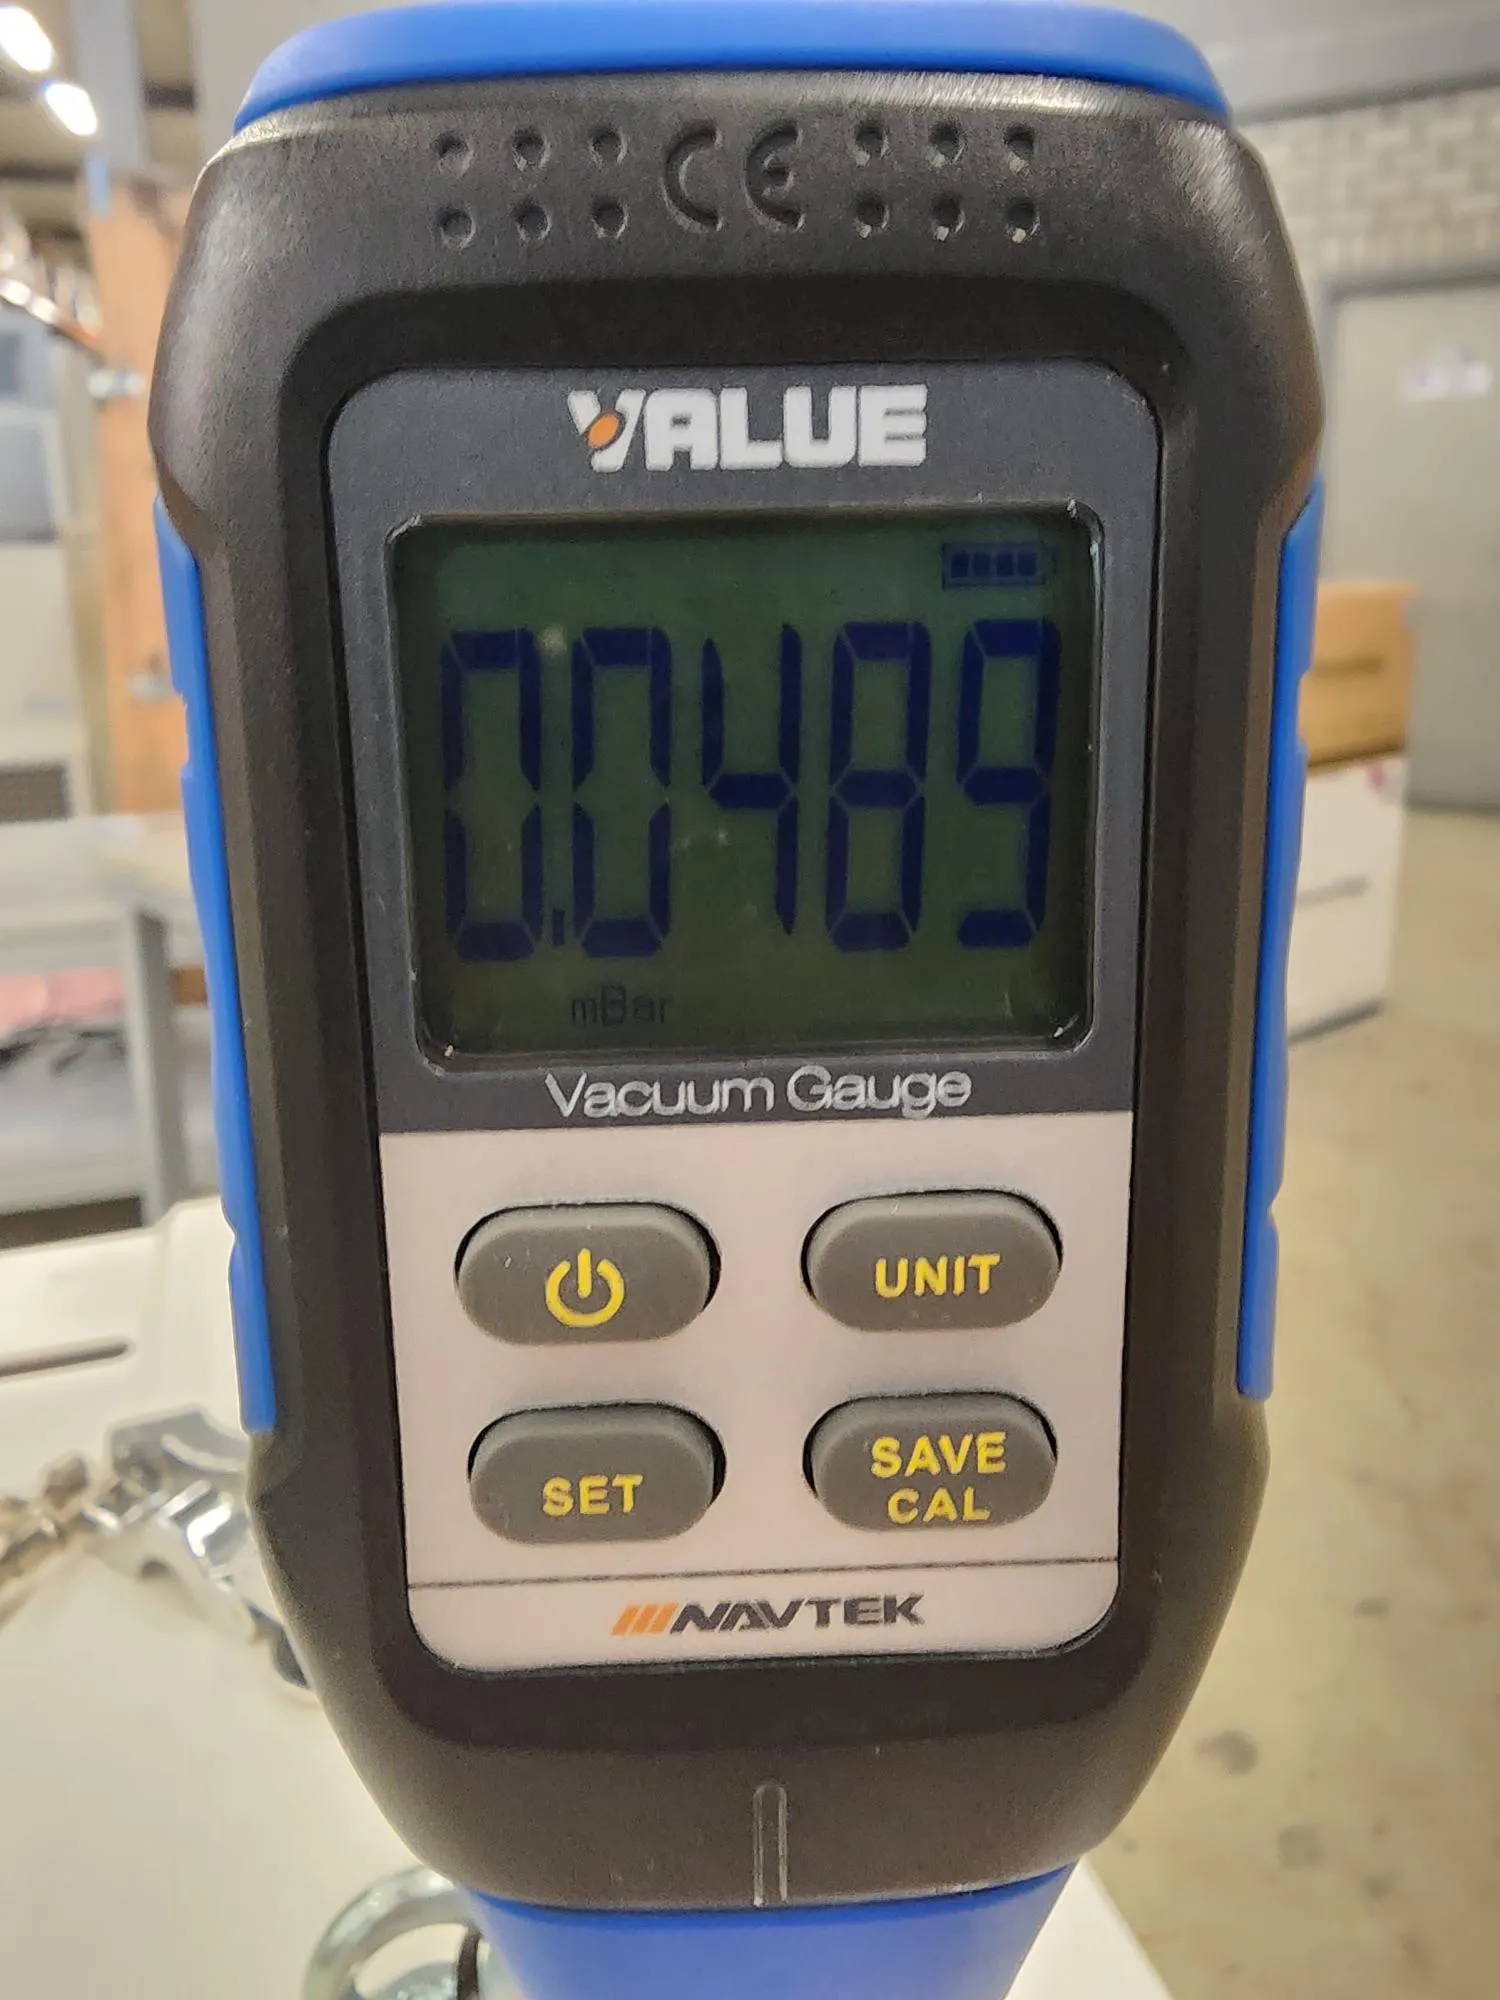 CE
VALUE
0.0489
mBar
Vacuum Gauge
UNIT
SET
SAVE
CAL
NAVTEK